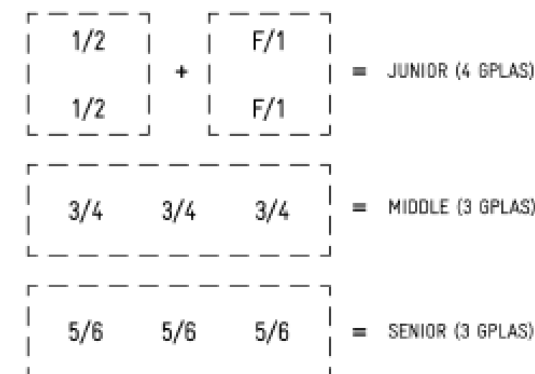 1/2 F/1
+ = JUNIOR (4 GPLAS)
1/2 F/1
3/4 3/4 3/4 = MIDDLE (3 GPLAS)
5/6 5/6 5/6 = SENIOR (3 GPLAS)